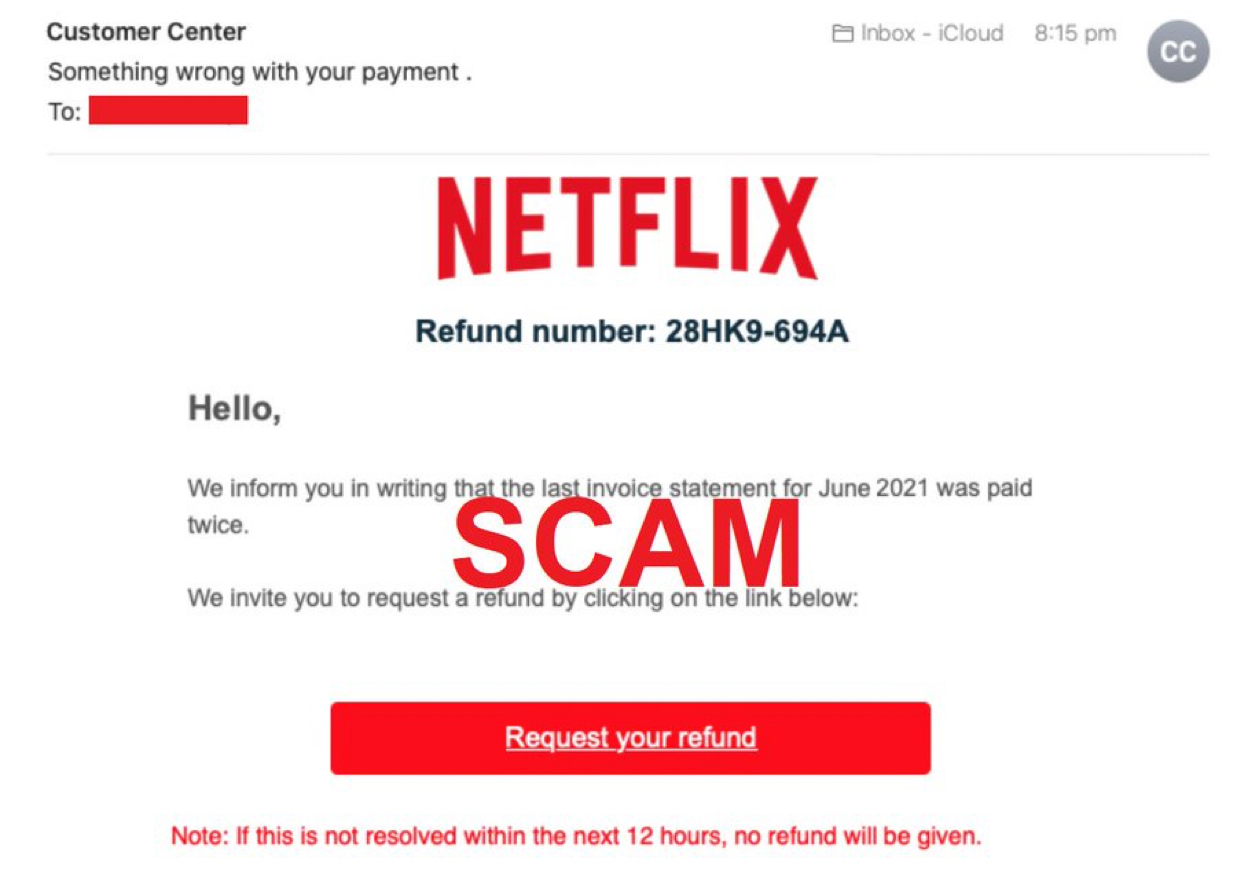 Customer Center
Inbox - iCloud 8:15 pm
CC
Something wrong with your payment .
To:
NETFLIX
Refund number: 28HK9-694A
Hello,
We inform you in writing that the last invoice statement for June 2021 was paid
twice.
SCAM
We invite you to request a refund by clicking on the link below:
Request your refund
Note: If this is not resolved within the next 12 hours, no refund will be given.